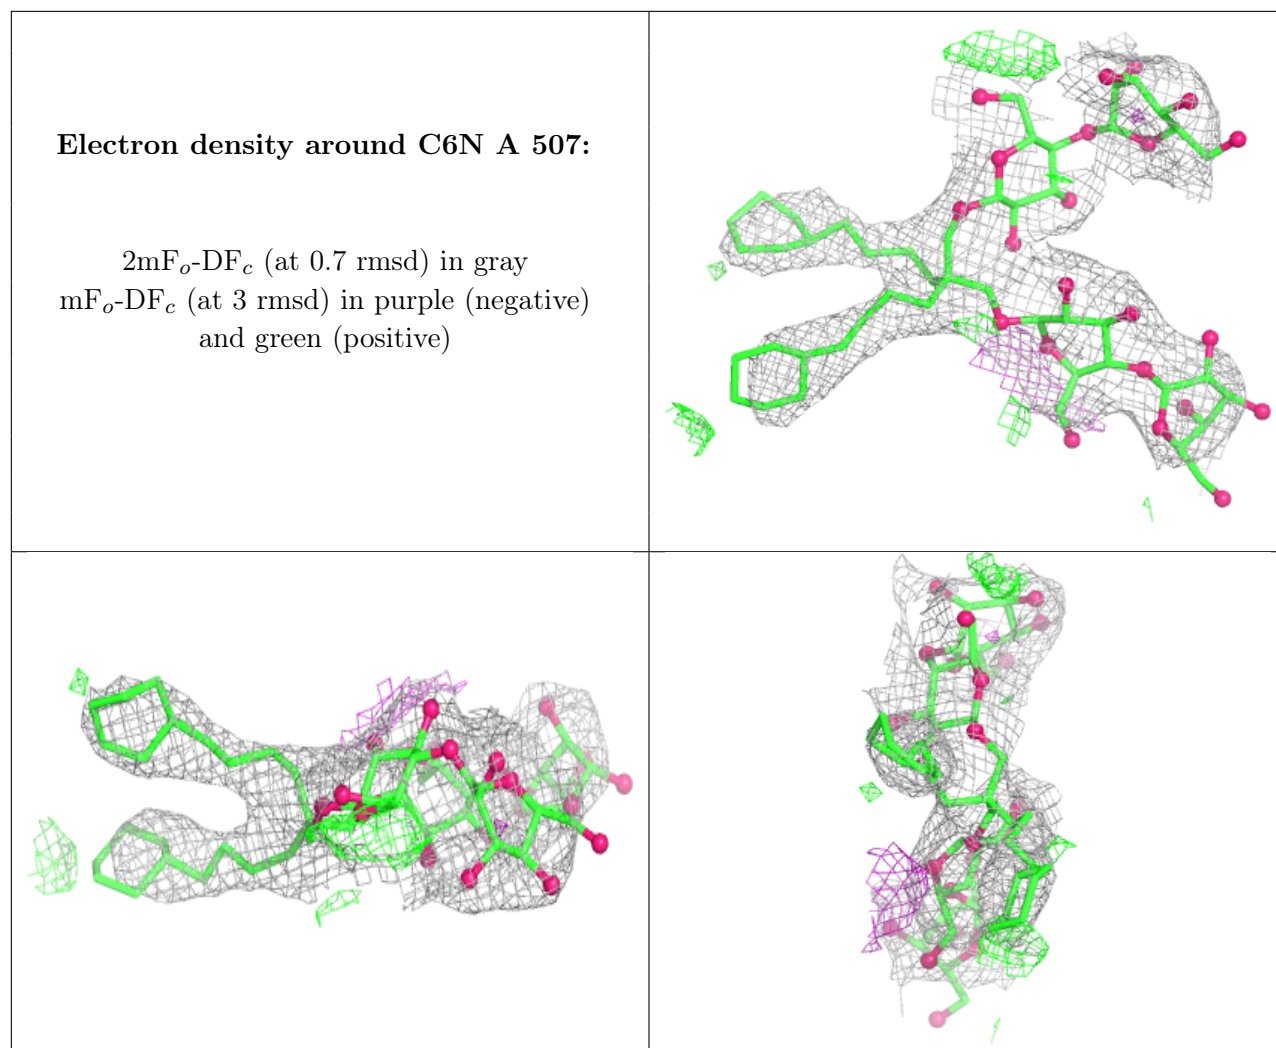 Electron density around C6N A 507:
2mFo-DFc (at 0.7 rmsd) in gray
mFo-DFc (at 3 rmsd) in purple (negative)
and green (positive)